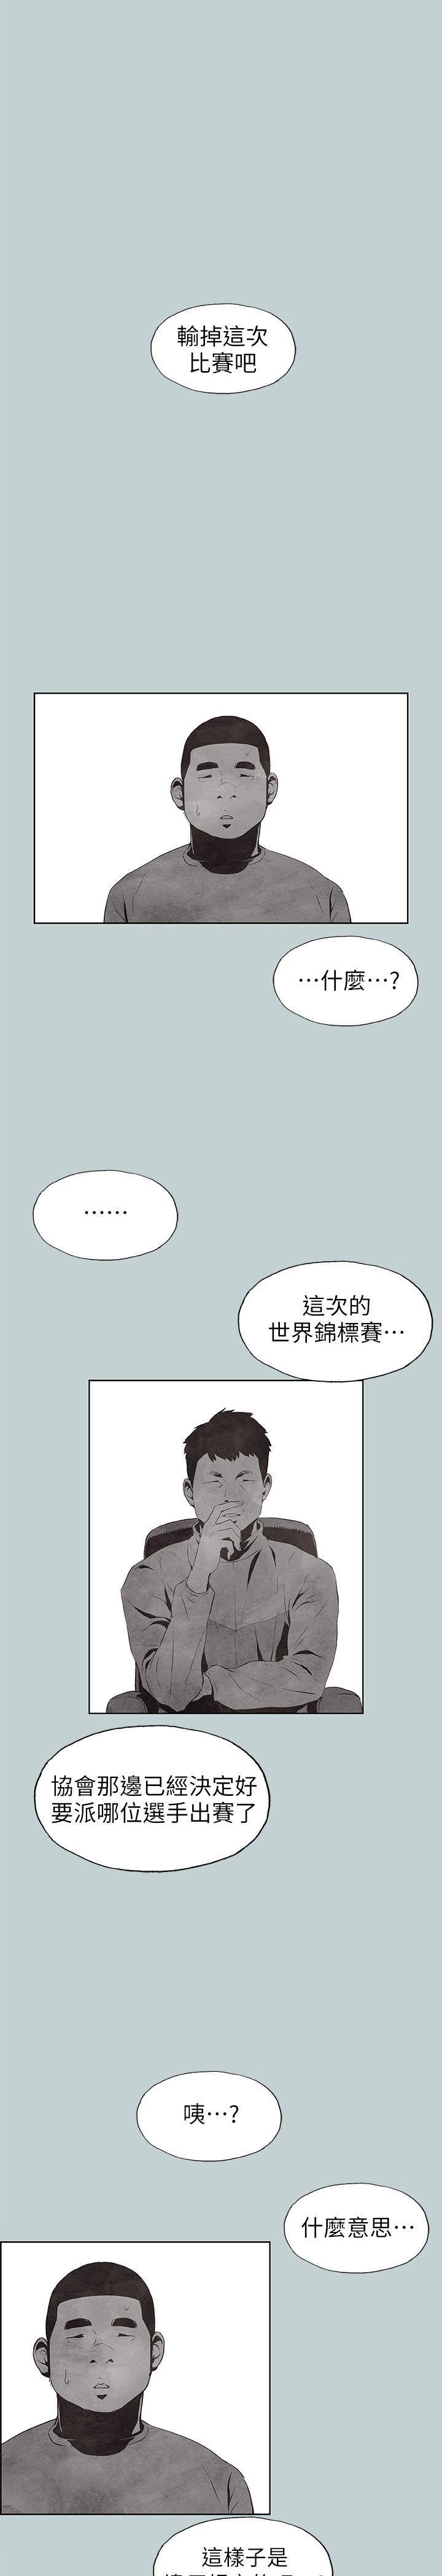 輸掉這次
比賽吧
⋯什麼⋯?
⋯⋯
這次的
世界錦標賽⋯
協會那邊已經決定好
要派哪位選手出賽了
咦⋯?
什麼意思⋯
這樣子是